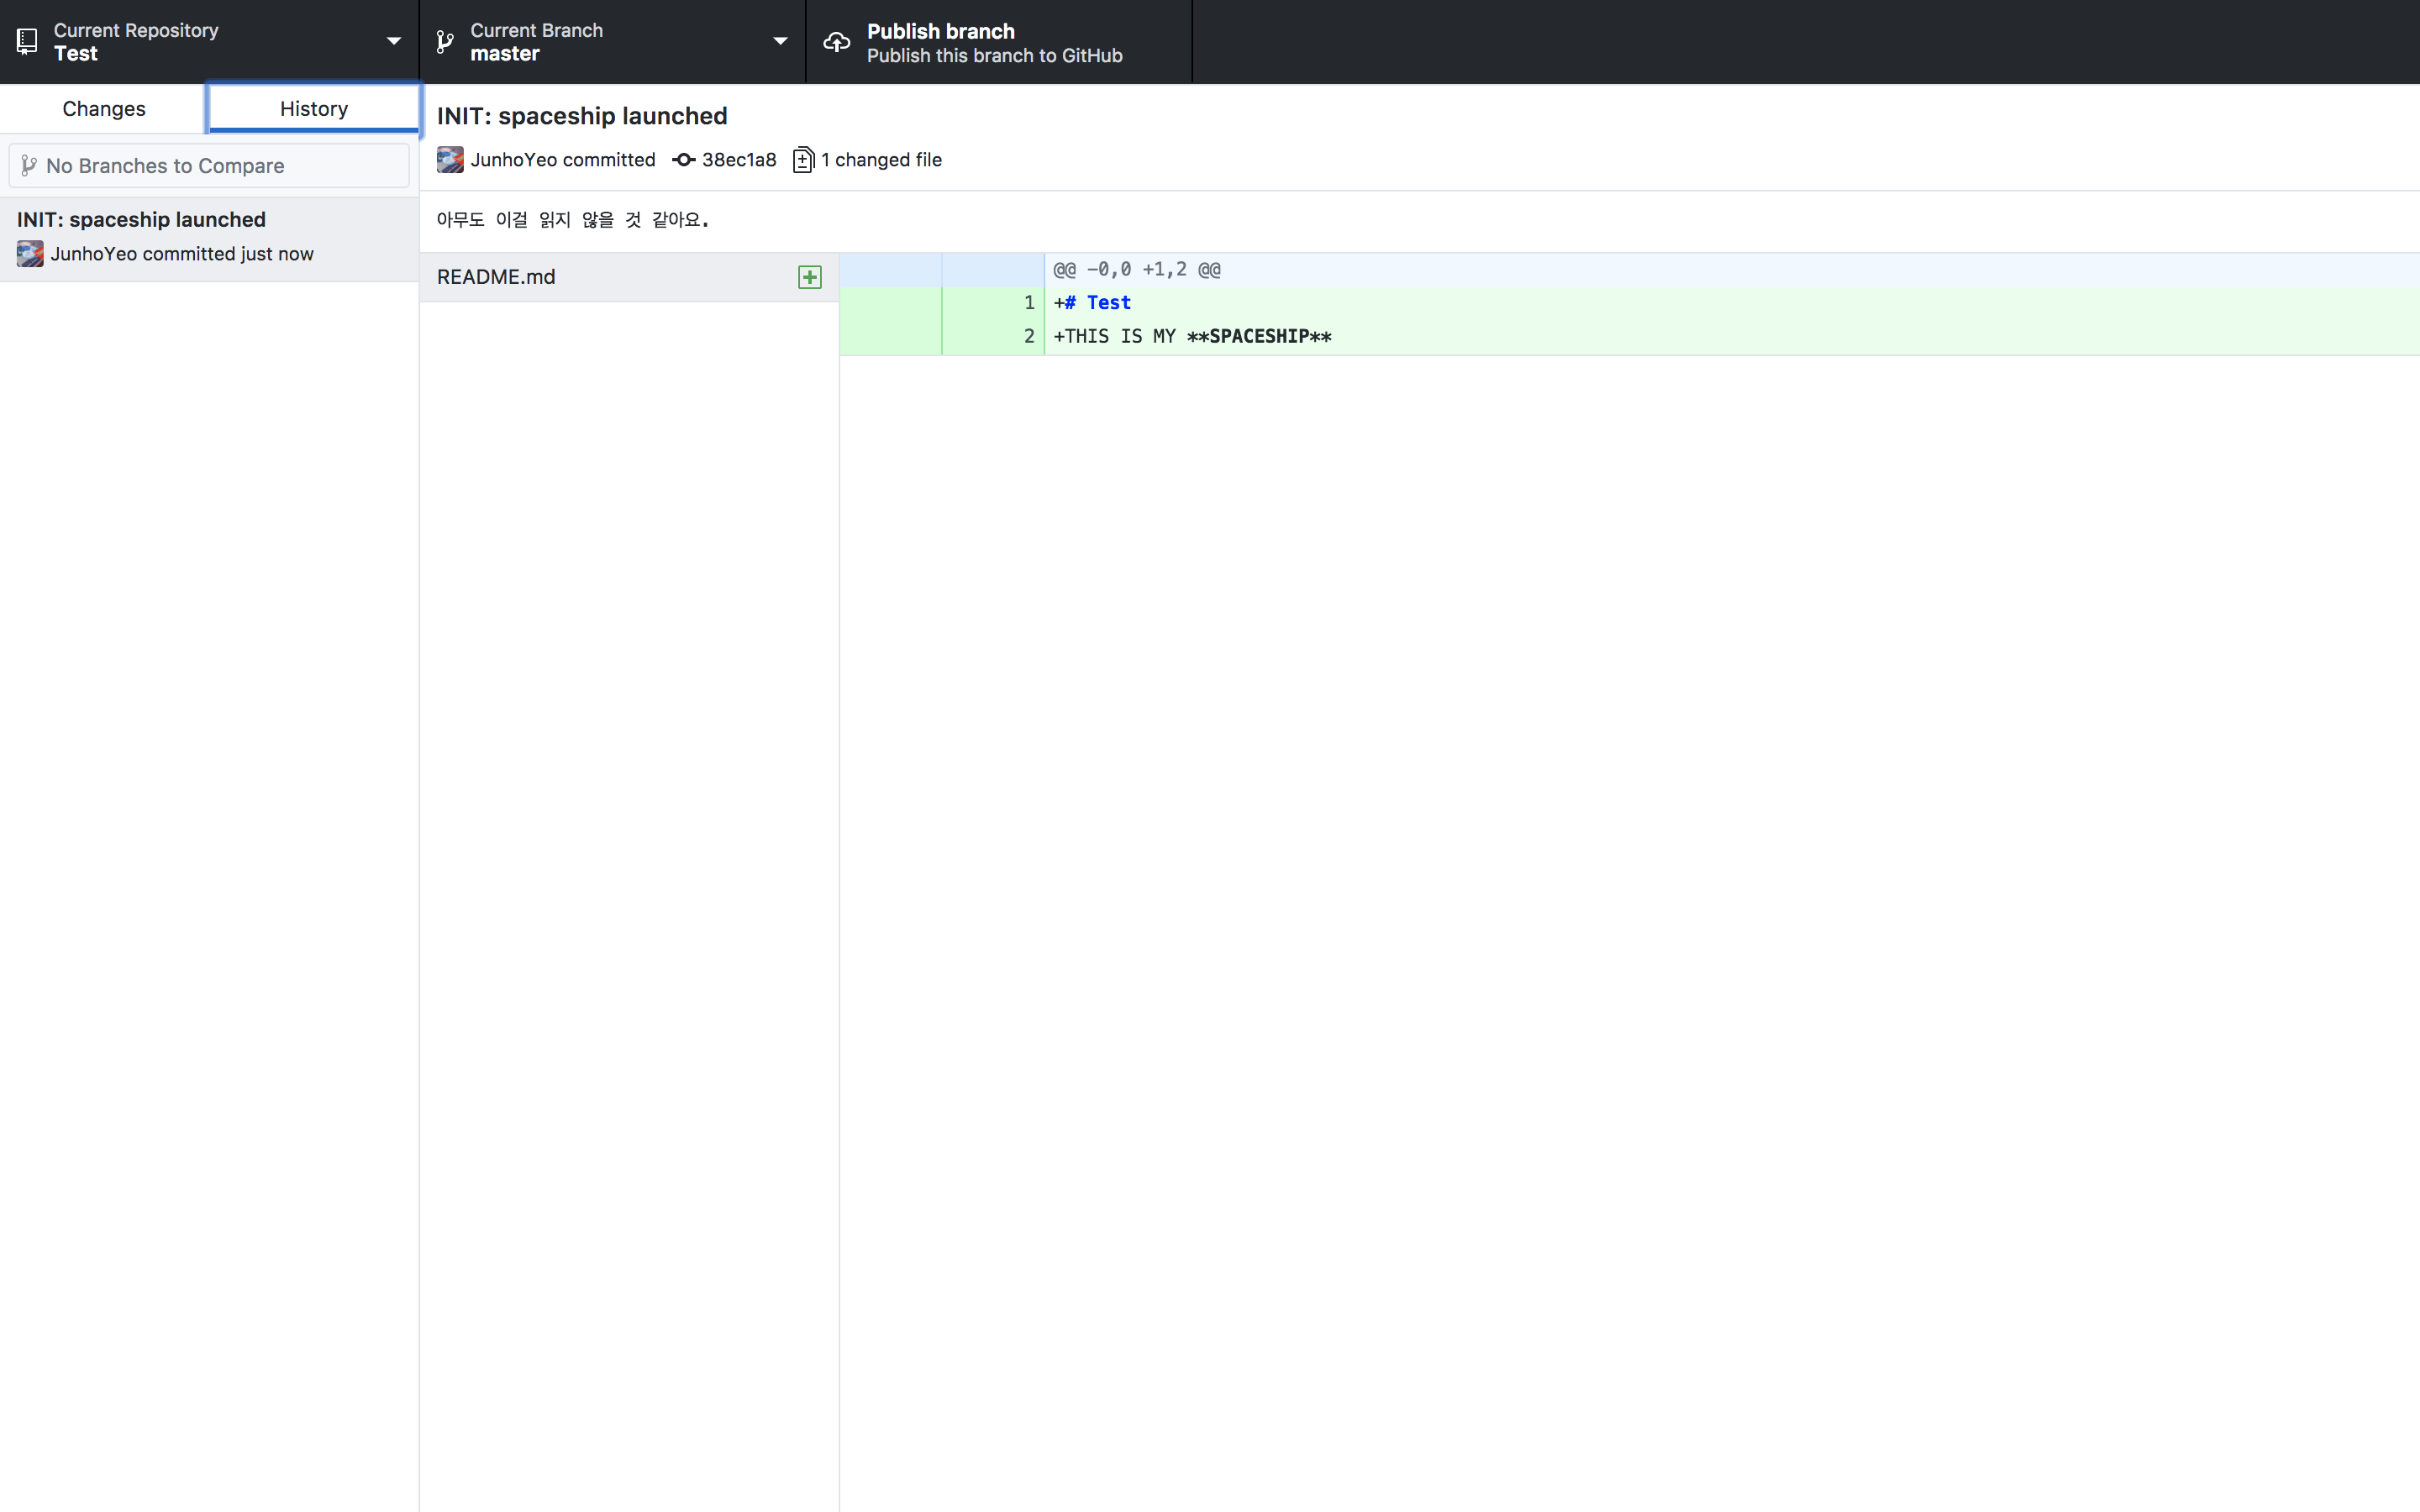 Current Repository
Test
Current Branch
master
Publish branch
Publish this branch to GitHub
Changes
History
No Branches to Compare
INIT: spaceship launched
JunhoYeo committed just now
INIT: spaceship launched
JunhoYeo committed 38ec1a8 1 changed file
아무도 이걸 읽지 않을 것 같아요.
README.md
@@ -0,0 +1,2 @@
1 +# Test
2 +THIS IS MY **SPACESHIP**